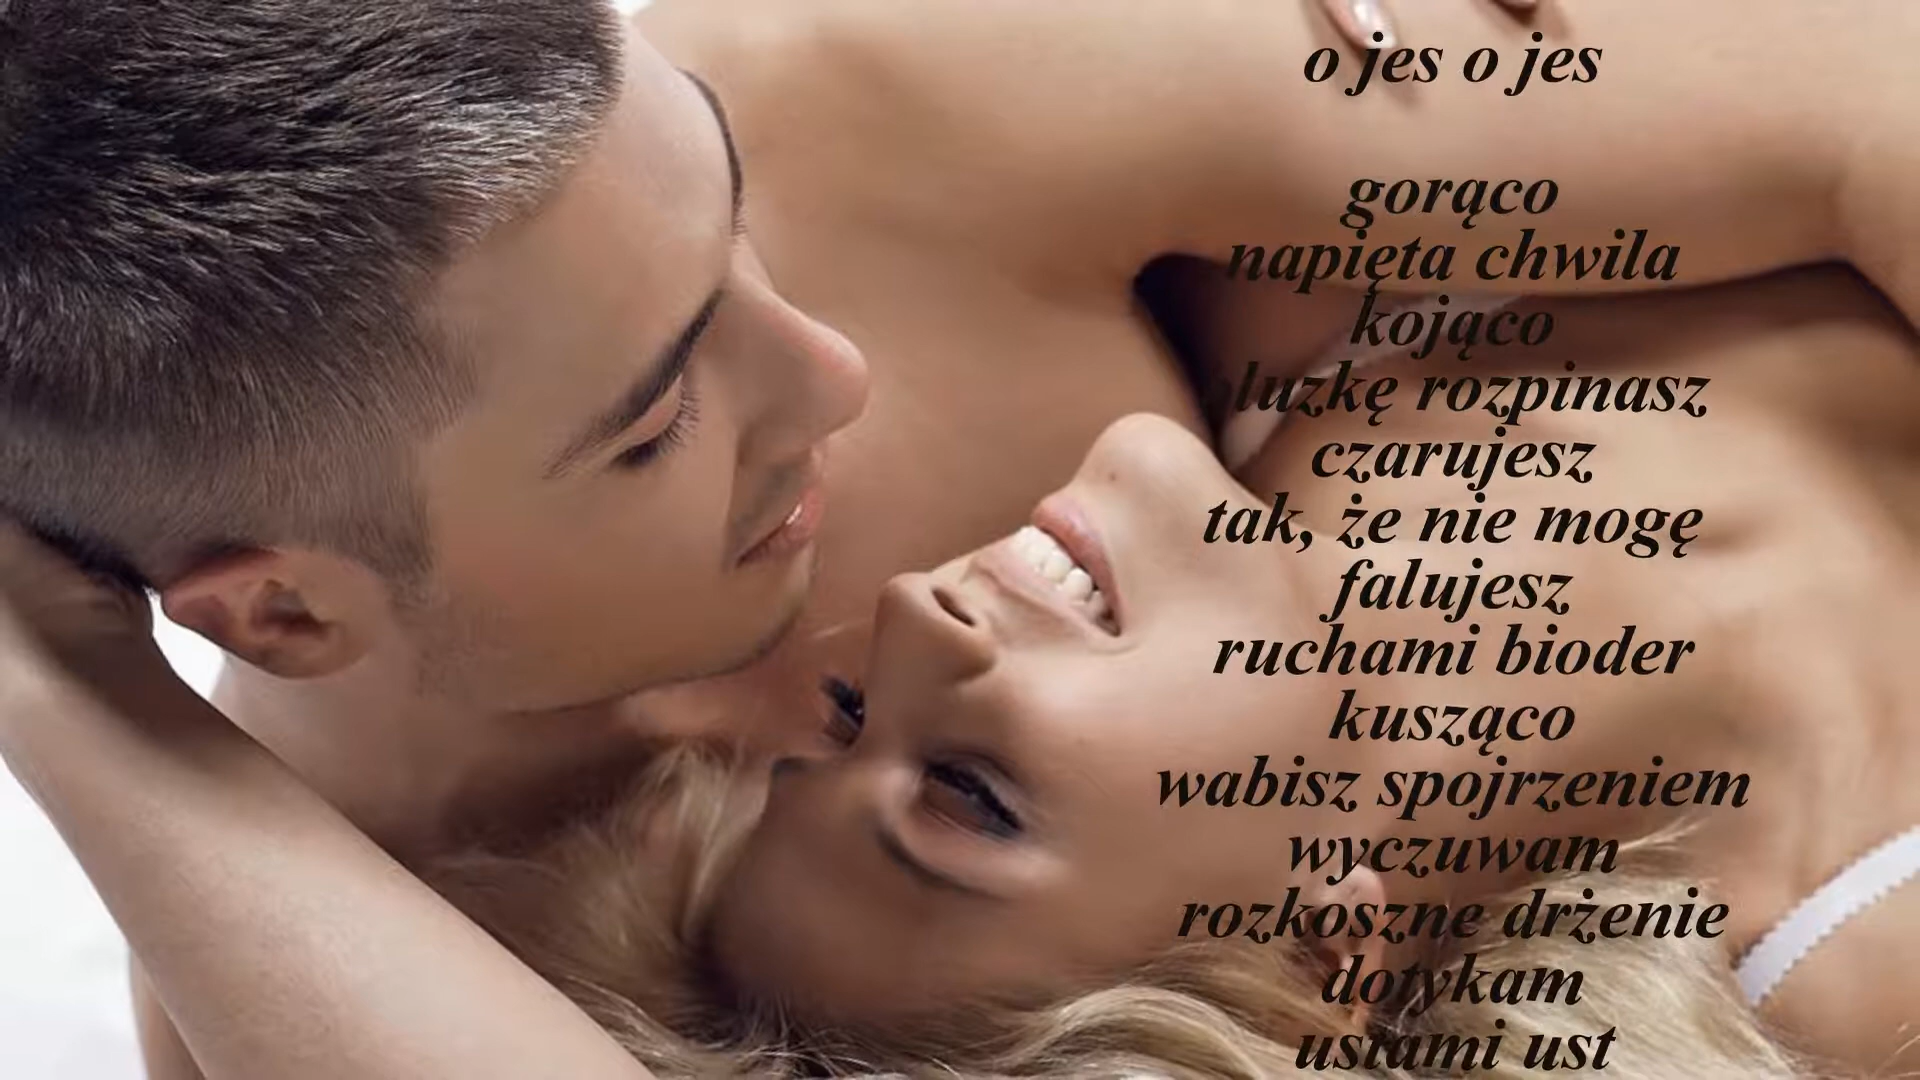 o jes o jes
gorąco
napięta chwila
kojąco
bluzkę rozpinasz
czarujesz
tak, że nie mogę
falujesz
ruchami bioder
kusząco
wabisz spojrzeniem
wyczuwam
rozkoszne drżenie
dotykam
ustami ust